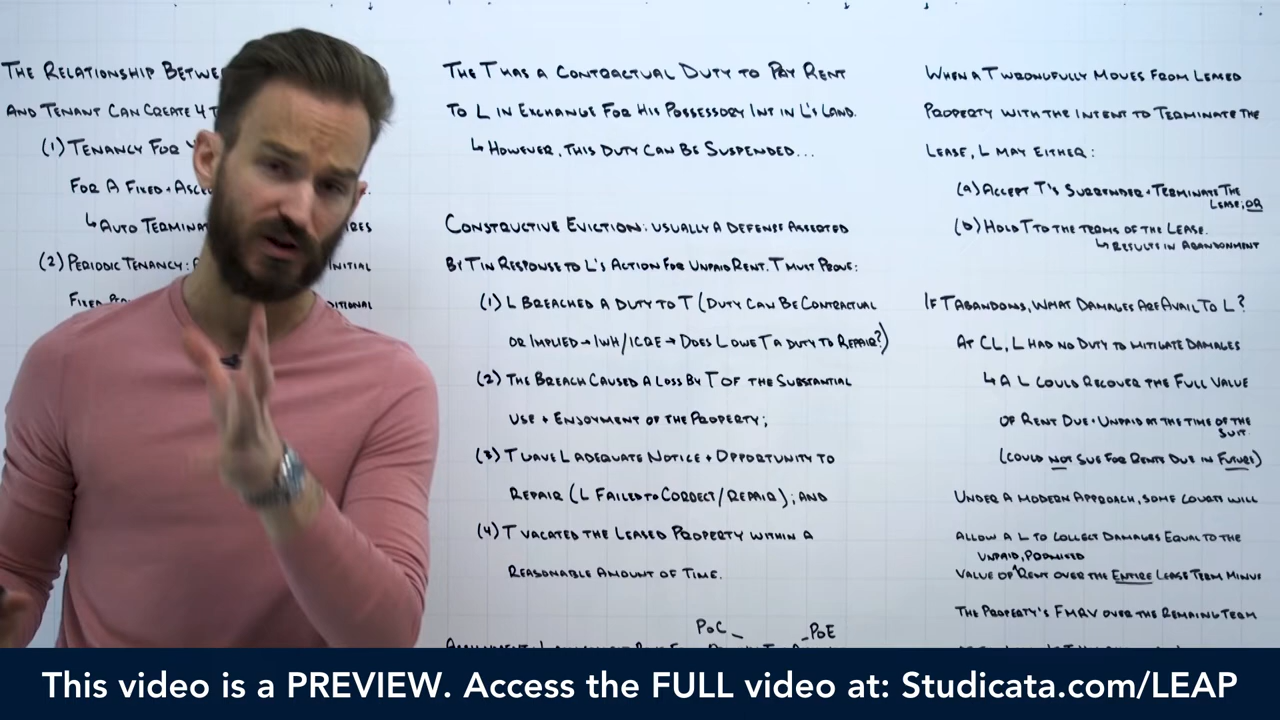 THE RELATIONSHIP BETWE
AND TENANT CAN CREATE 4 T
(1) TENANCY FOR
FOR A FIXED + ASCE
↳ AUTO TERMINAT RES
(2) PERIODIC TENANCY: INITIAL
FIXED PER DITIONAL
THE T HAS A CONTRACTUAL DUTY TO PAY RENT
TO L IN EXCHANGE FOR HIS POSSESSORY INT IN L'S LAND.
↳ HOWEVER, THIS DUTY CAN BE SUSPENDED...
CONSTRUCTIVE EVICTION: USUALLY A DEFENSE ASSERTED
BY T IN RESPONSE TO L'S ACTION FOR UNPAID RENT. T MUST PROVE:
(1) L BREACHED A DUTY TO T (DUTY CAN BE CONTRACTUAL
OR IMPLIED → IWH/ICQE → DOES L OWE T A DUTY TO REPAIR?)
(2) THE BREACH CAUSED A LOSS BY T OF THE SUBSTANTIAL
USE + ENJOYMENT OF THE PROPERTY;
(3) T GAVE L ADEQUATE NOTICE + OPPORTUNITY TO
REPAIR (L FAILED TO CORRECT/REPAIR); AND
(4) T VACATED THE LEASED PROPERTY WITHIN A
REASONABLE AMOUNT OF TIME.
POC POE
WHEN A T WRONGFULLY MOVES FROM LEASED
PROPERTY WITH THE INTENT TO TERMINATE THE
LEASE, L MAY EITHER:
(a) ACCEPT T'S SURRENDER + TERMINATE THE
LEASE, OR
(b) HOLD T TO THE TERMS OF THE LEASE.
↳ RESULTS IN ABANDONMENT
IF T ABANDONS, WHAT DAMAGES ARE AVAIL TO L?
AT CL, L HAD NO DUTY TO MITIGATE DAMAGES
↳ A L COULD RECOVER THE FULL VALUE
OF RENT DUE + UNPAID AT THE TIME OF THE
SUIT.
(COULD NOT SUE FOR RENTS DUE IN FUTURE)
UNDER A MODERN APPROACH, SOME COURTS WILL
ALLOW A L TO COLLECT DAMAGES EQUAL TO THE
UNPAID, PROMISED
VALUE OF ^ RENT OVER THE ENTIRE LEASE TERM MINUS
THE PROPERTY'S FMRV OVER THE REMAINING TERM
This video is a PREVIEW. Access the FULL video at: Studicata.com/LEAP